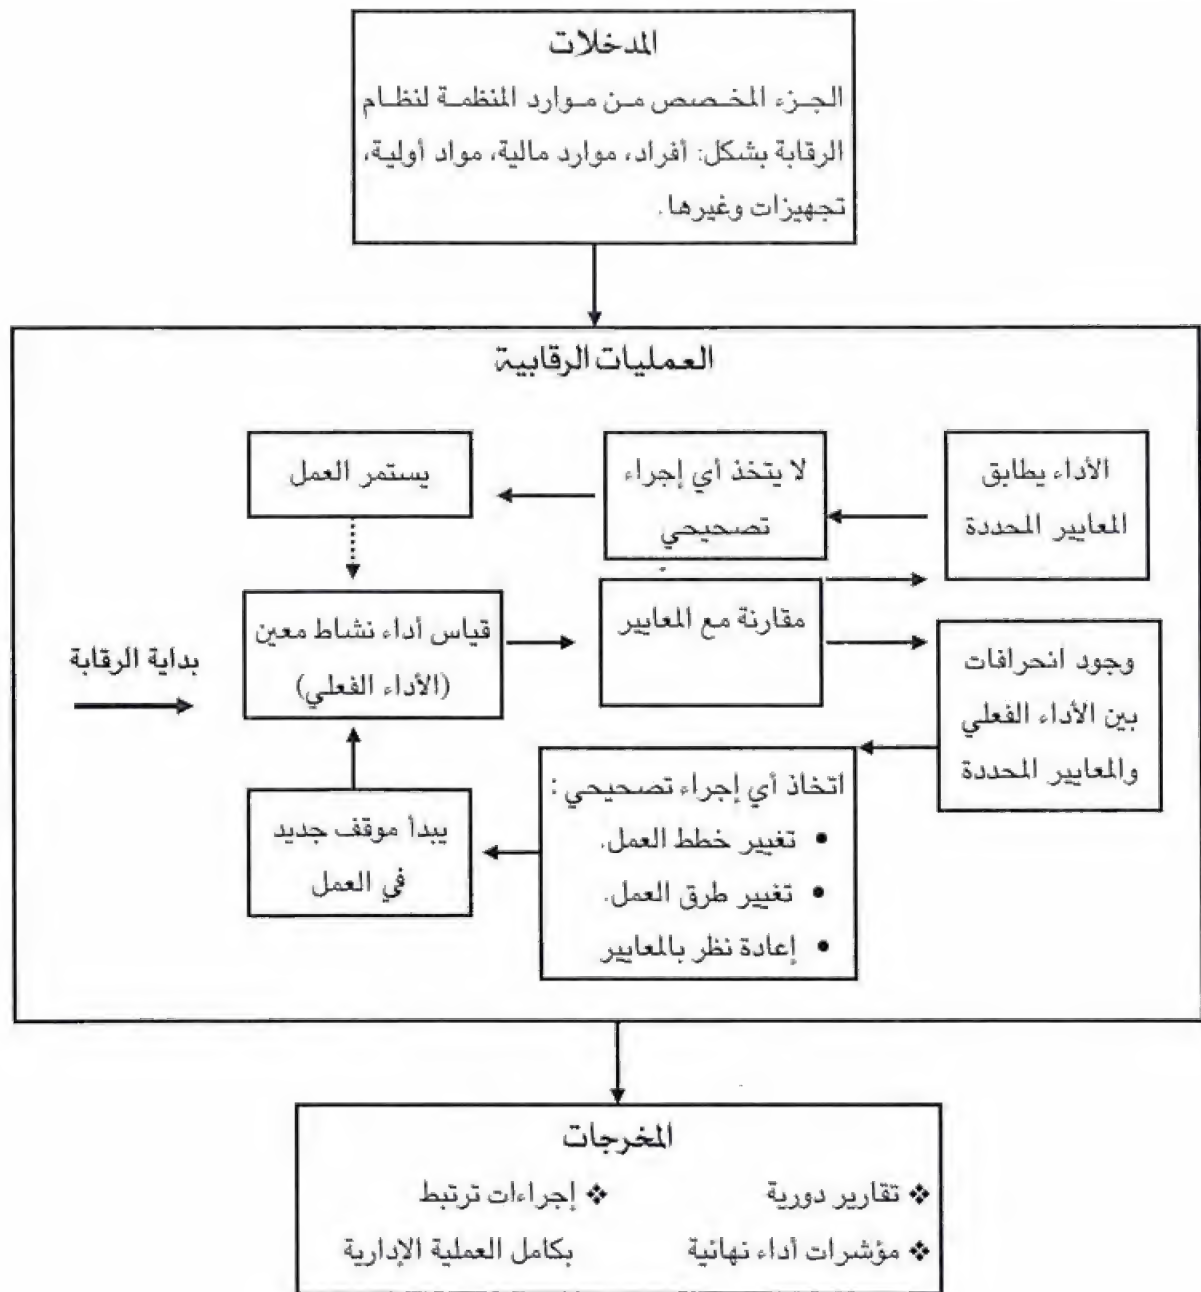 المدخلات
الجزء المخصص من موارد المنظمة لنظام
الرقابة بشكل: أفراد، موارد مالية، مواد أولية،
تجهيزات وغيرها.
العمليات الرقابية
الأداء يطابق
المعايير المحددة
لا يتخذ أي إجراء
تصحيحي
يستمر العمل
بداية الرقابة
قياس أداء نشاط معين
(الأداء الفعلي)
مقارنة مع المعايير
وجود انحرافات
بين الأداء الفعلي
والمعايير المحددة
اتخاذ أي إجراء تصحيحي:
• تغيير خطط العمل.
• تغيير طرق العمل.
• إعادة نظر بالمعايير
يبدأ موقف جديد
في العمل
المخرجات
❖ تقارير دورية
❖ مؤشرات أداء نهائية
❖ إجراءات ترتبط
بكامل العملية الإدارية